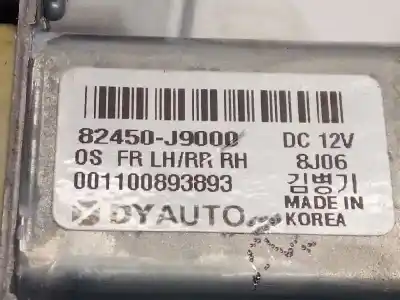 82450-J9000 DC 12V
OS FR LH/RR RH 8J06
001100893893 김병기
DYAUTO MADE IN
KOREA